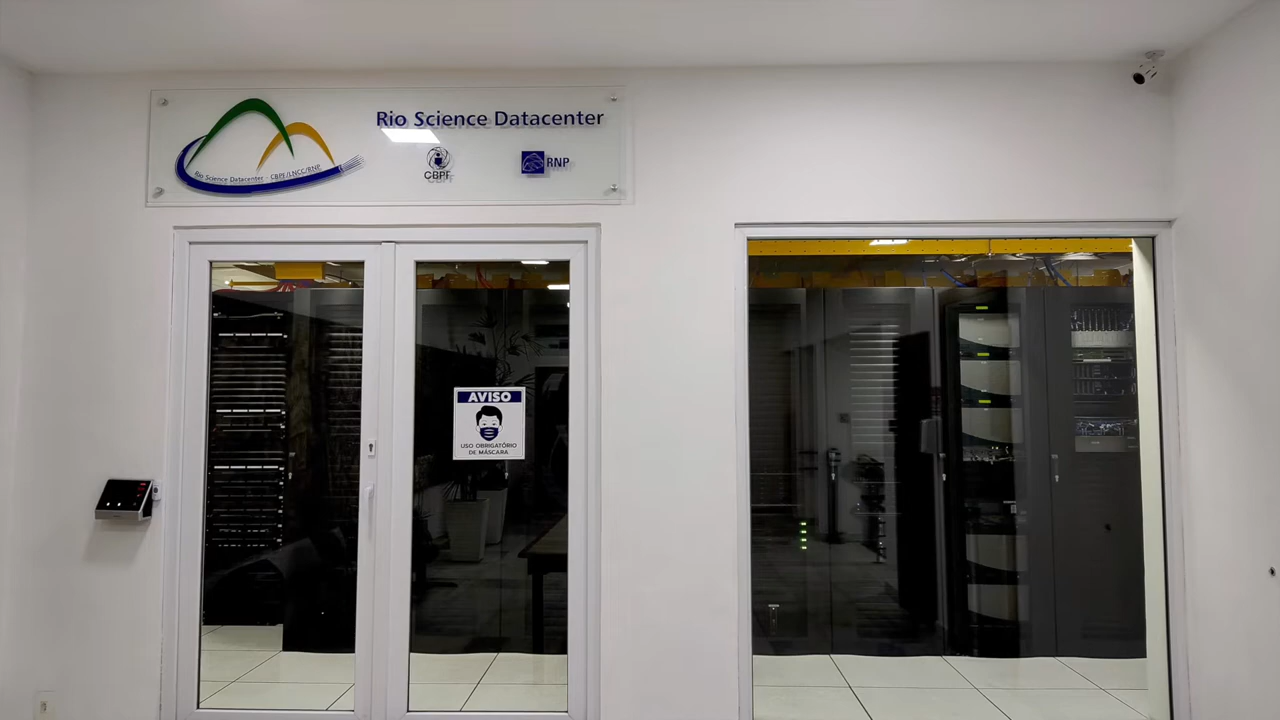 Rio Science Datacenter
Rio Science Datacenter - CBPF/LNCC/RNP
CBPF
RNP
AVISO
USO OBRIGATÓRIO
DE MÁSCARA